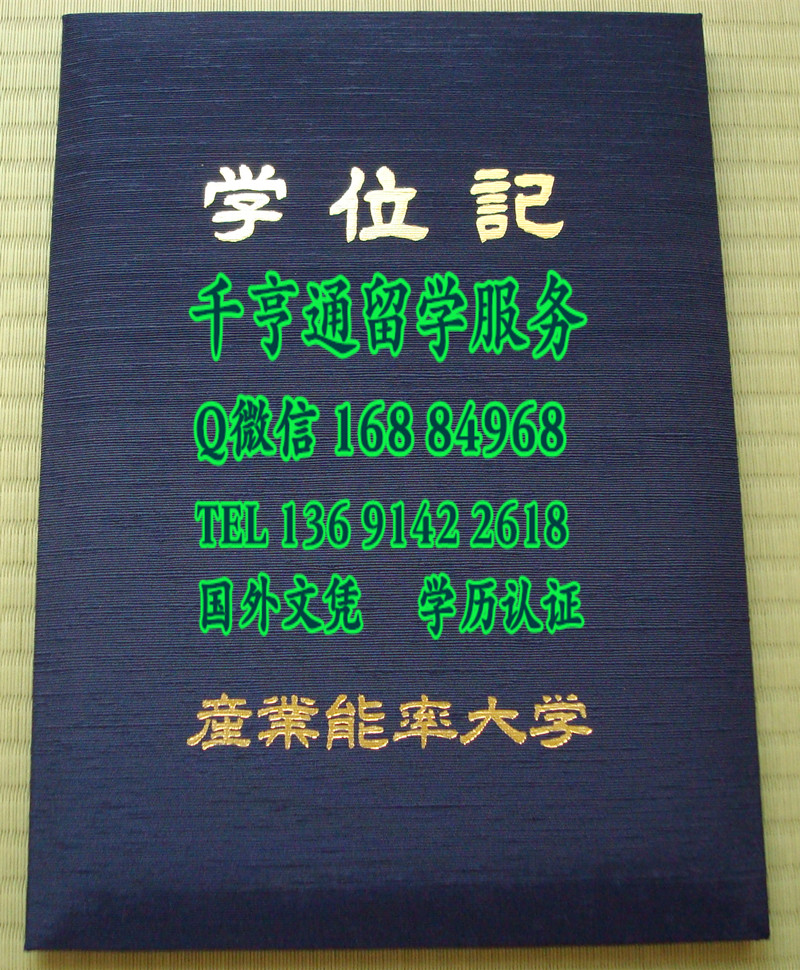 学位記
千亨通留学服务
Q微信 168 84968
TEL 136 9142 2618
国外文凭 学历认证
産業能率大学